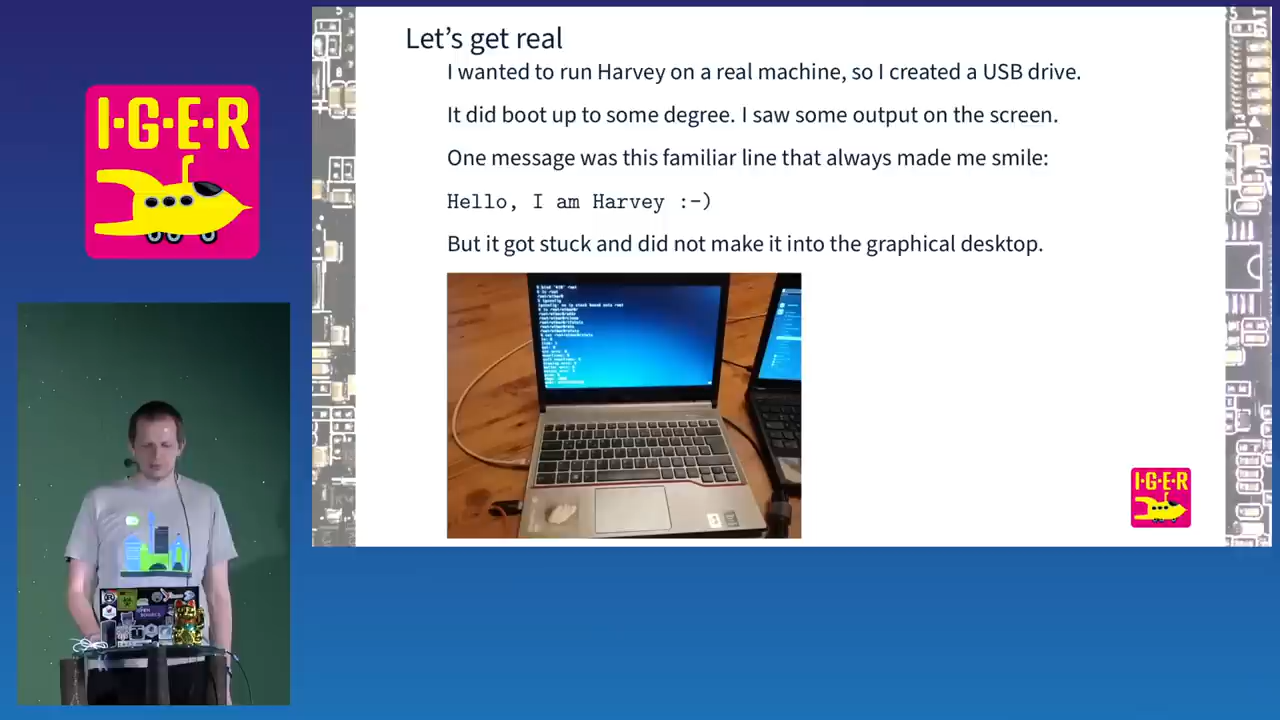 I·G·E·R
Let's get real
I wanted to run Harvey on a real machine, so I created a USB drive.
It did boot up to some degree. I saw some output on the screen.
One message was this familiar line that always made me smile:
Hello, I am Harvey :-)
But it got stuck and did not make it into the graphical desktop.
I·G·E·R